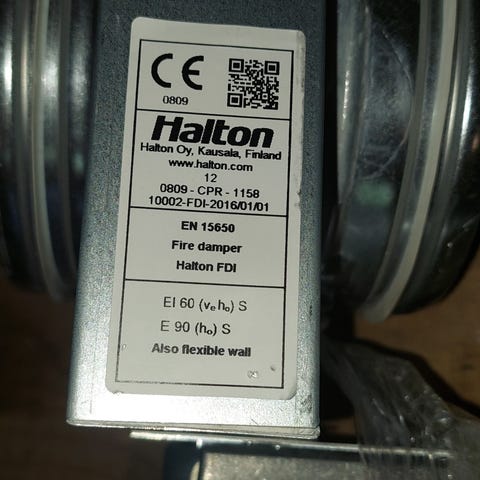 CE
0809
Halton
Halton Oy, Kausala, Finland
www.halton.com
12
0809 - CPR - 1158
10002-FDI-2016/01/01
EN 15650
Fire damper
Halton FDI
EI 60 (vₑ hₒ) S
E 90 (hₒ) S
Also flexible wall